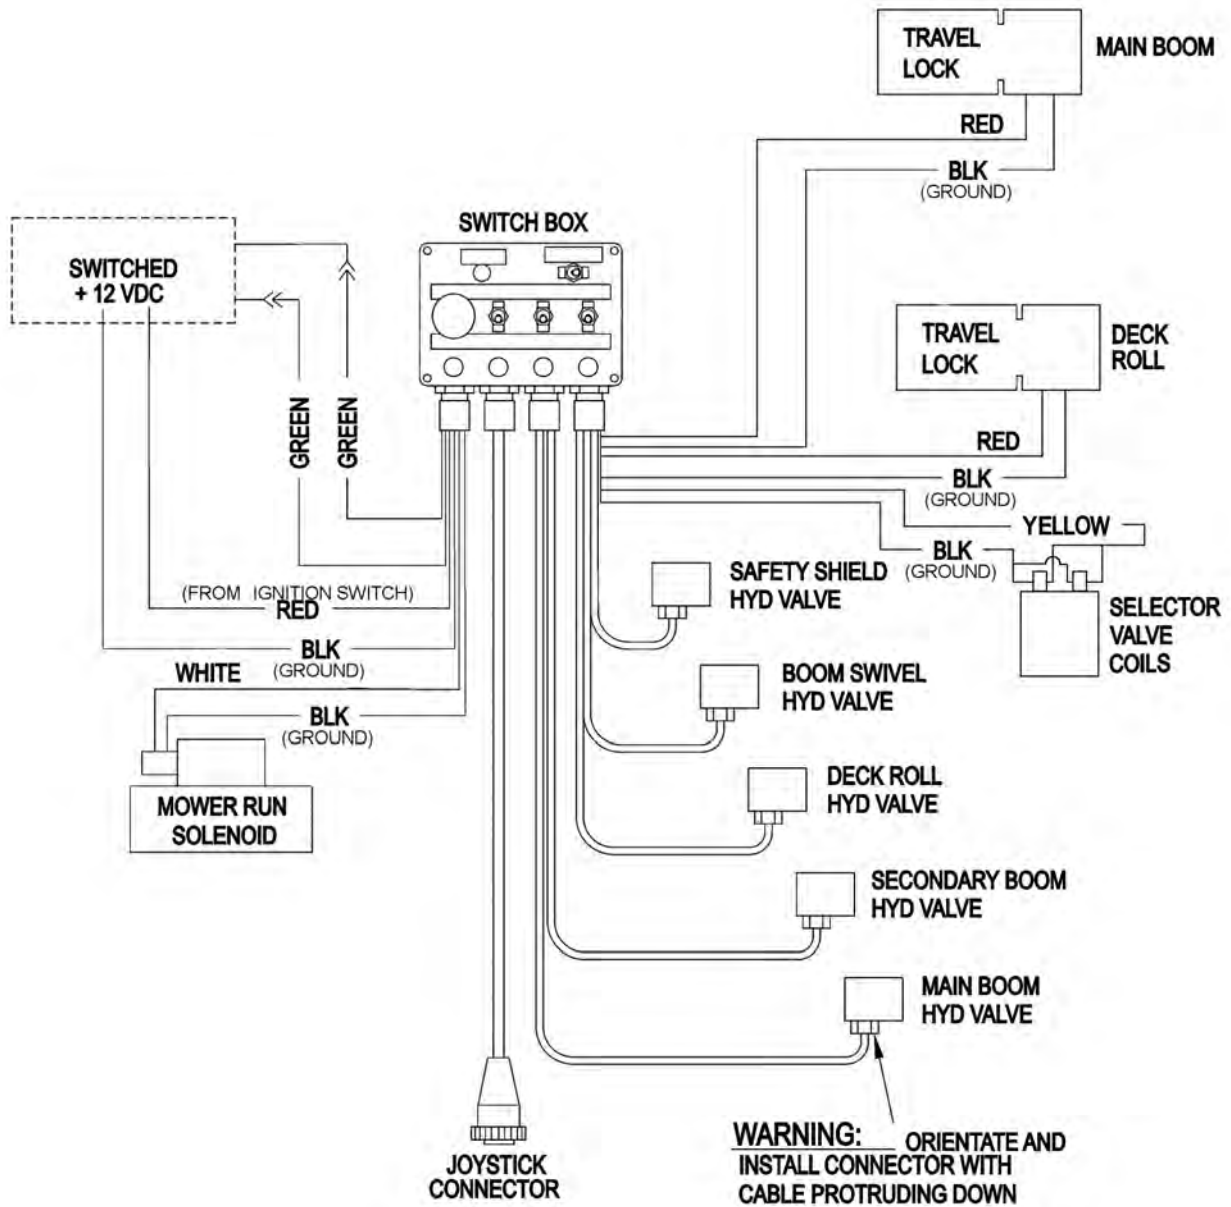 TRAVEL
LOCK
MAIN BOOM
RED
BLK
(GROUND)
SWITCH BOX
SWITCHED
+ 12 VDC
TRAVEL
LOCK
DECK
ROLL
GREEN
GREEN
RED
BLK
(GROUND)
YELLOW
BLK
(GROUND)
SELECTOR
VALVE
COILS
SAFETY SHIELD
HYD VALVE
(FROM IGNITION SWITCH)
RED
BLK
(GROUND)
WHITE
BLK
(GROUND)
BOOM SWIVEL
HYD VALVE
MOWER RUN
SOLENOID
DECK ROLL
HYD VALVE
SECONDARY BOOM
HYD VALVE
MAIN BOOM
HYD VALVE
JOYSTICK
CONNECTOR
WARNING: ORIENTATE AND
INSTALL CONNECTOR WITH
CABLE PROTRUDING DOWN